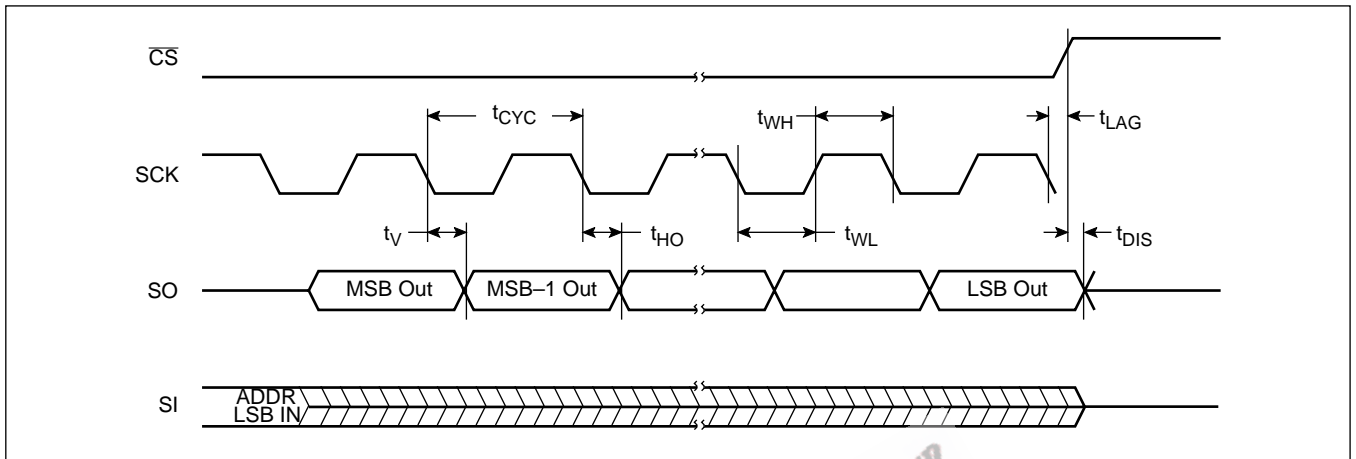 CS
tCYC
tWH
tLAG
SCK
tV
tHO
tWL
tDIS
SO
MSB Out
MSB–1 Out
LSB Out
SI
ADDR
LSB IN